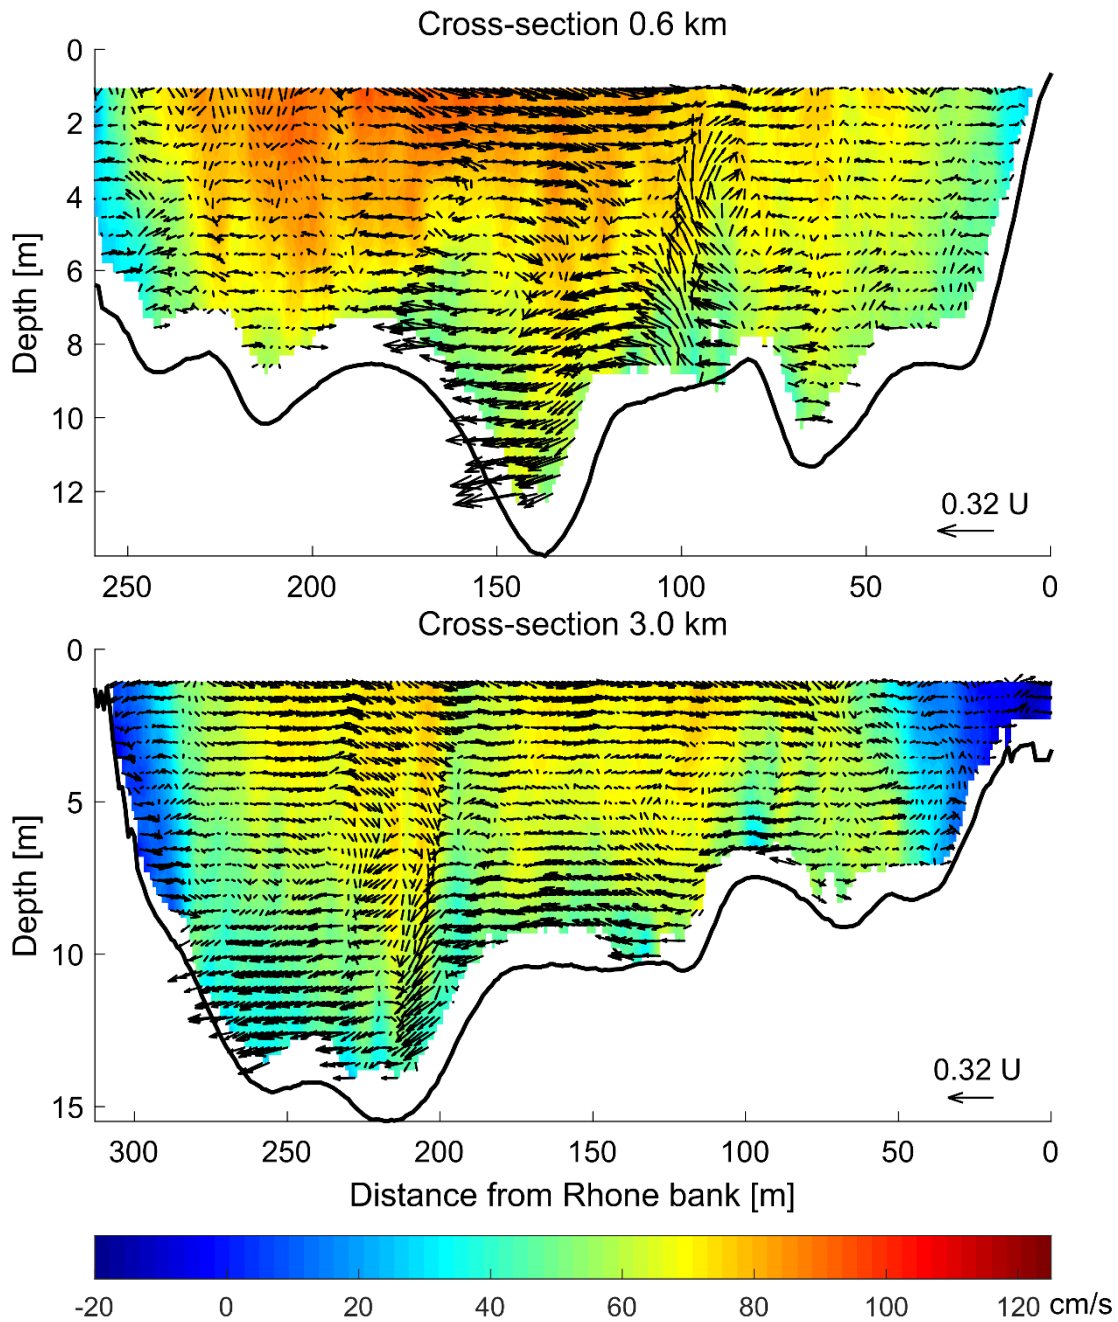 Cross-section 0.6 km
0
2
4
6
8
10
12
Depth [m]
0.32 U
250 200 150 100 50 0
Cross-section 3.0 km
0
5
10
15
Depth [m]
0.32 U
300 250 200 150 100 50 0
Distance from Rhone bank [m]
-20 0 20 40 60 80 100 120 cm/s